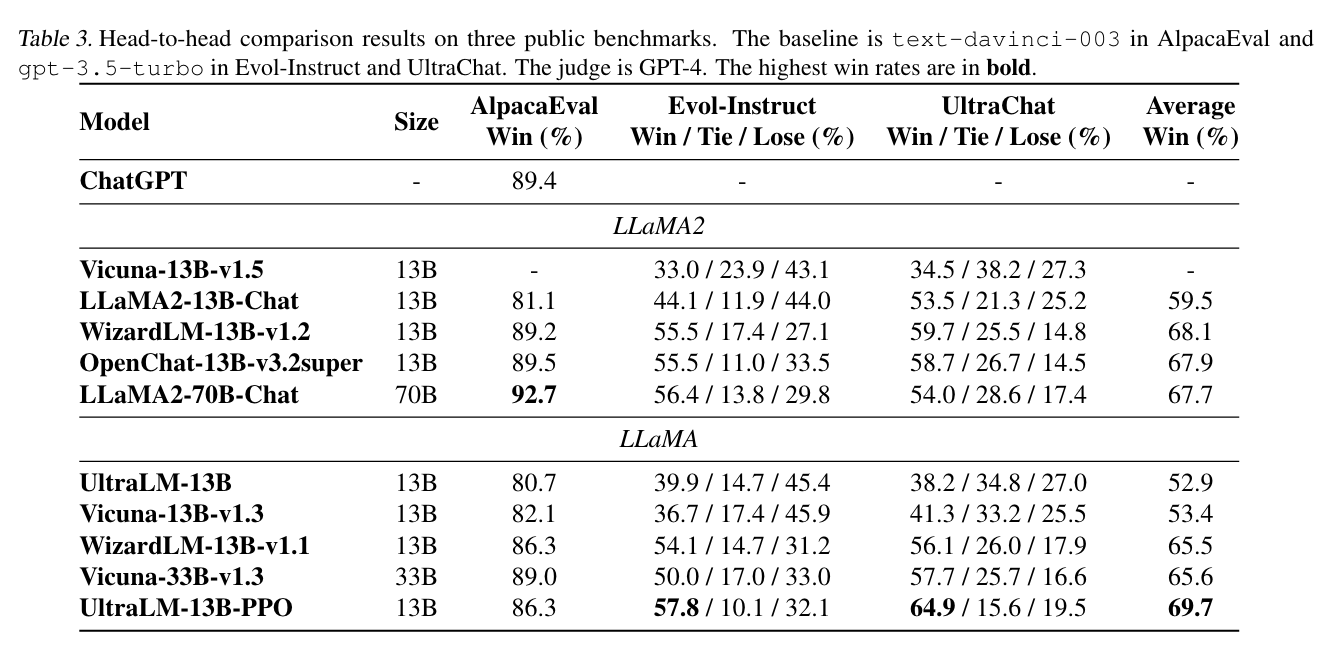 Table 3. Head-to-head comparison results on three public benchmarks. The baseline is text-davinci-003 in AlpacaEval and
gpt-3.5-turbo in Evol-Instruct and UltraChat. The judge is GPT-4. The highest win rates are in bold.
Model Size AlpacaEval Evol-Instruct UltraChat Average
Win (%) Win / Tie / Lose (%) Win / Tie / Lose (%) Win (%)
ChatGPT - 89.4 - - -
LLaMA2
Vicuna-13B-v1.5 13B - 33.0 / 23.9 / 43.1 34.5 / 38.2 / 27.3 -
LLaMA2-13B-Chat 13B 81.1 44.1 / 11.9 / 44.0 53.5 / 21.3 / 25.2 59.5
WizardLM-13B-v1.2 13B 89.2 55.5 / 17.4 / 27.1 59.7 / 25.5 / 14.8 68.1
OpenChat-13B-v3.2super 13B 89.5 55.5 / 11.0 / 33.5 58.7 / 26.7 / 14.5 67.9
LLaMA2-70B-Chat 70B 92.7 56.4 / 13.8 / 29.8 54.0 / 28.6 / 17.4 67.7
LLaMA
UltraLM-13B 13B 80.7 39.9 / 14.7 / 45.4 38.2 / 34.8 / 27.0 52.9
Vicuna-13B-v1.3 13B 82.1 36.7 / 17.4 / 45.9 41.3 / 33.2 / 25.5 53.4
WizardLM-13B-v1.1 13B 86.3 54.1 / 14.7 / 31.2 56.1 / 26.0 / 17.9 65.5
Vicuna-33B-v1.3 33B 89.0 50.0 / 17.0 / 33.0 57.7 / 25.7 / 16.6 65.6
UltraLM-13B-PPO 13B 86.3 57.8 / 10.1 / 32.1 64.9 / 15.6 / 19.5 69.7